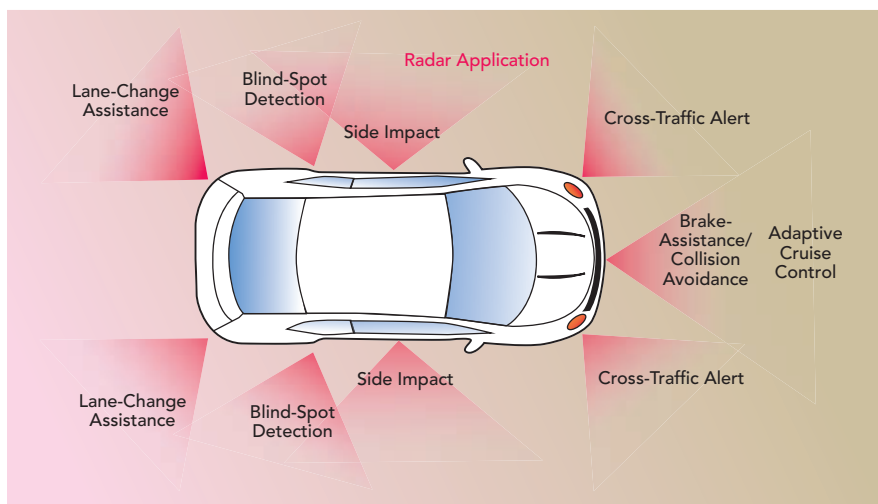 Radar Application
Lane-Change
Assistance
Blind-Spot
Detection
Side Impact
Cross-Traffic Alert
Brake-
Assistance/
Collision
Avoidance
Adaptive
Cruise
Control
Lane-Change
Assistance
Blind-Spot
Detection
Side Impact
Cross-Traffic Alert